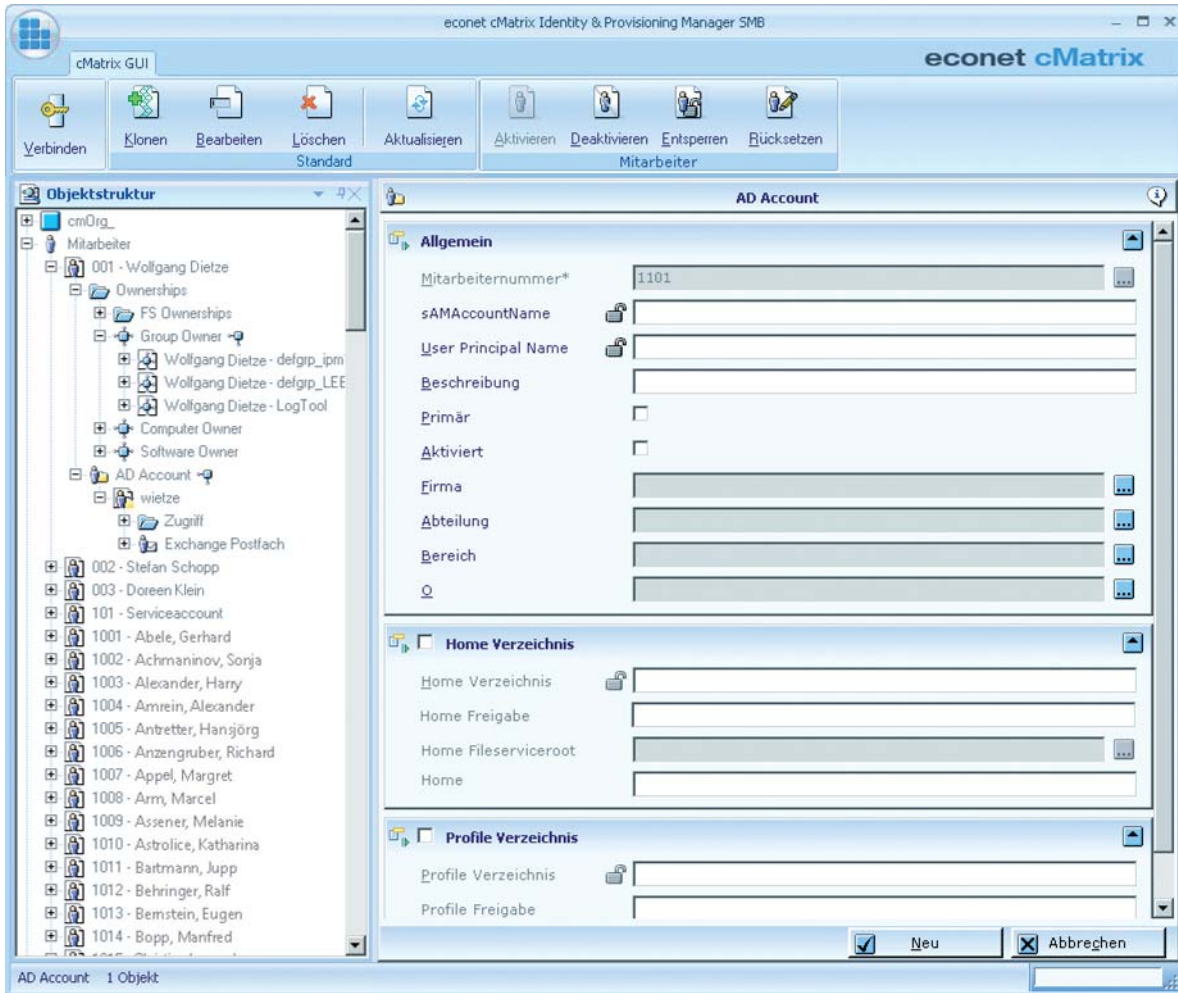 econet cMatrix Identity & Provisioning Manager SMB
cMatrix GUI
econet cMatrix
Verbinden
Klonen
Bearbeiten
Löschen
Aktualisieren
Standard
Aktivieren
Deaktivieren
Entsperren
Rücksetzen
Mitarbeiter
Objektstruktur
cmOrg_
Mitarbeiter
001 - Wolfgang Dietze
Ownerships
FS Ownerships
Group Owner
Wolfgang Dietze - defgrp_ipm
Wolfgang Dietze - defgrp_LEE
Wolfgang Dietze - LogTool
Computer Owner
Software Owner
AD Account
wietze
Zugriff
Exchange Postfach
002 - Stefan Schopp
003 - Doreen Klein
101 - Serviceaccount
1001 - Abele, Gerhard
1002 - Achmaninov, Sonja
1003 - Alexander, Harry
1004 - Amrein, Alexander
1005 - Antretter, Hansjörg
1006 - Anzengruber, Richard
1007 - Appel, Margret
1008 - Arm, Marcel
1009 - Assener, Melanie
1010 - Astrolice, Katharina
1011 - Bartmann, Jupp
1012 - Behringer, Ralf
1013 - Bernstein, Eugen
1014 - Bopp, Manfred
AD Account
Allgemein
Mitarbeiternummer* 1101 ...
sAMAccountName
User Principal Name
Beschreibung
Primär
Aktiviert
Firma ...
Abteilung ...
Bereich ...
O ...
Home Verzeichnis
Home Verzeichnis
Home Freigabe
Home Fileserviceroot ...
Home
Profile Verzeichnis
Profile Verzeichnis
Profile Freigabe
Neu
Abbrechen
AD Account 1 Objekt